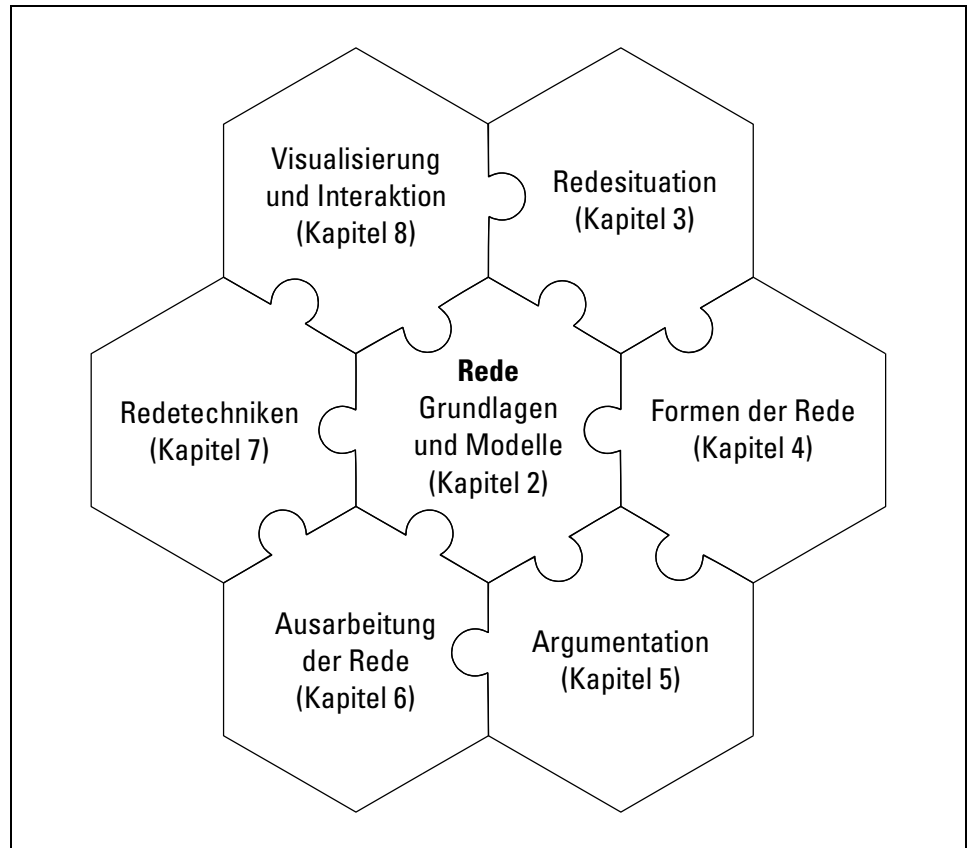 Visualisierung
und Interaktion
(Kapitel 8)
Redesituation
(Kapitel 3)
Redetechniken
(Kapitel 7)
Rede
Grundlagen
und Modelle
(Kapitel 2)
Formen der Rede
(Kapitel 4)
Ausarbeitung
der Rede
(Kapitel 6)
Argumentation
(Kapitel 5)